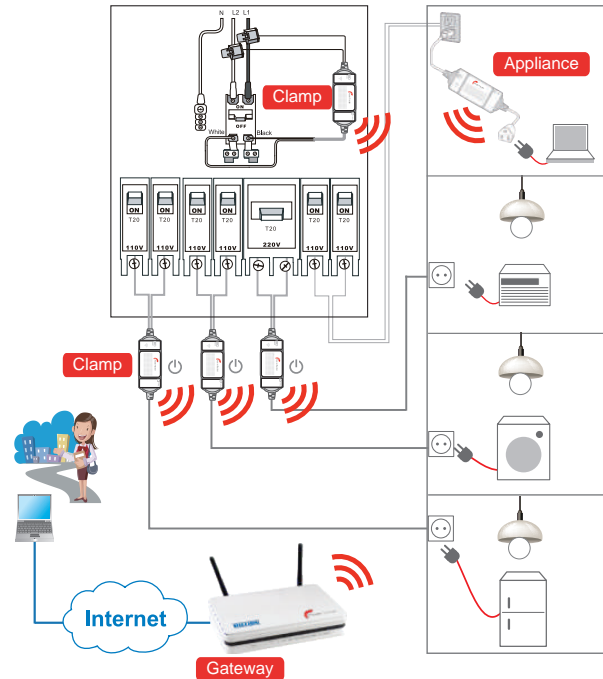 N L2 L1
ON
OFF
White
Black
Clamp
Appliance
ON
T20
110V
ON
T20
110V
ON
T20
110V
ON
T20
110V
T20
220V
ON
T20
110V
ON
T20
110V
Clamp
Internet
Gateway